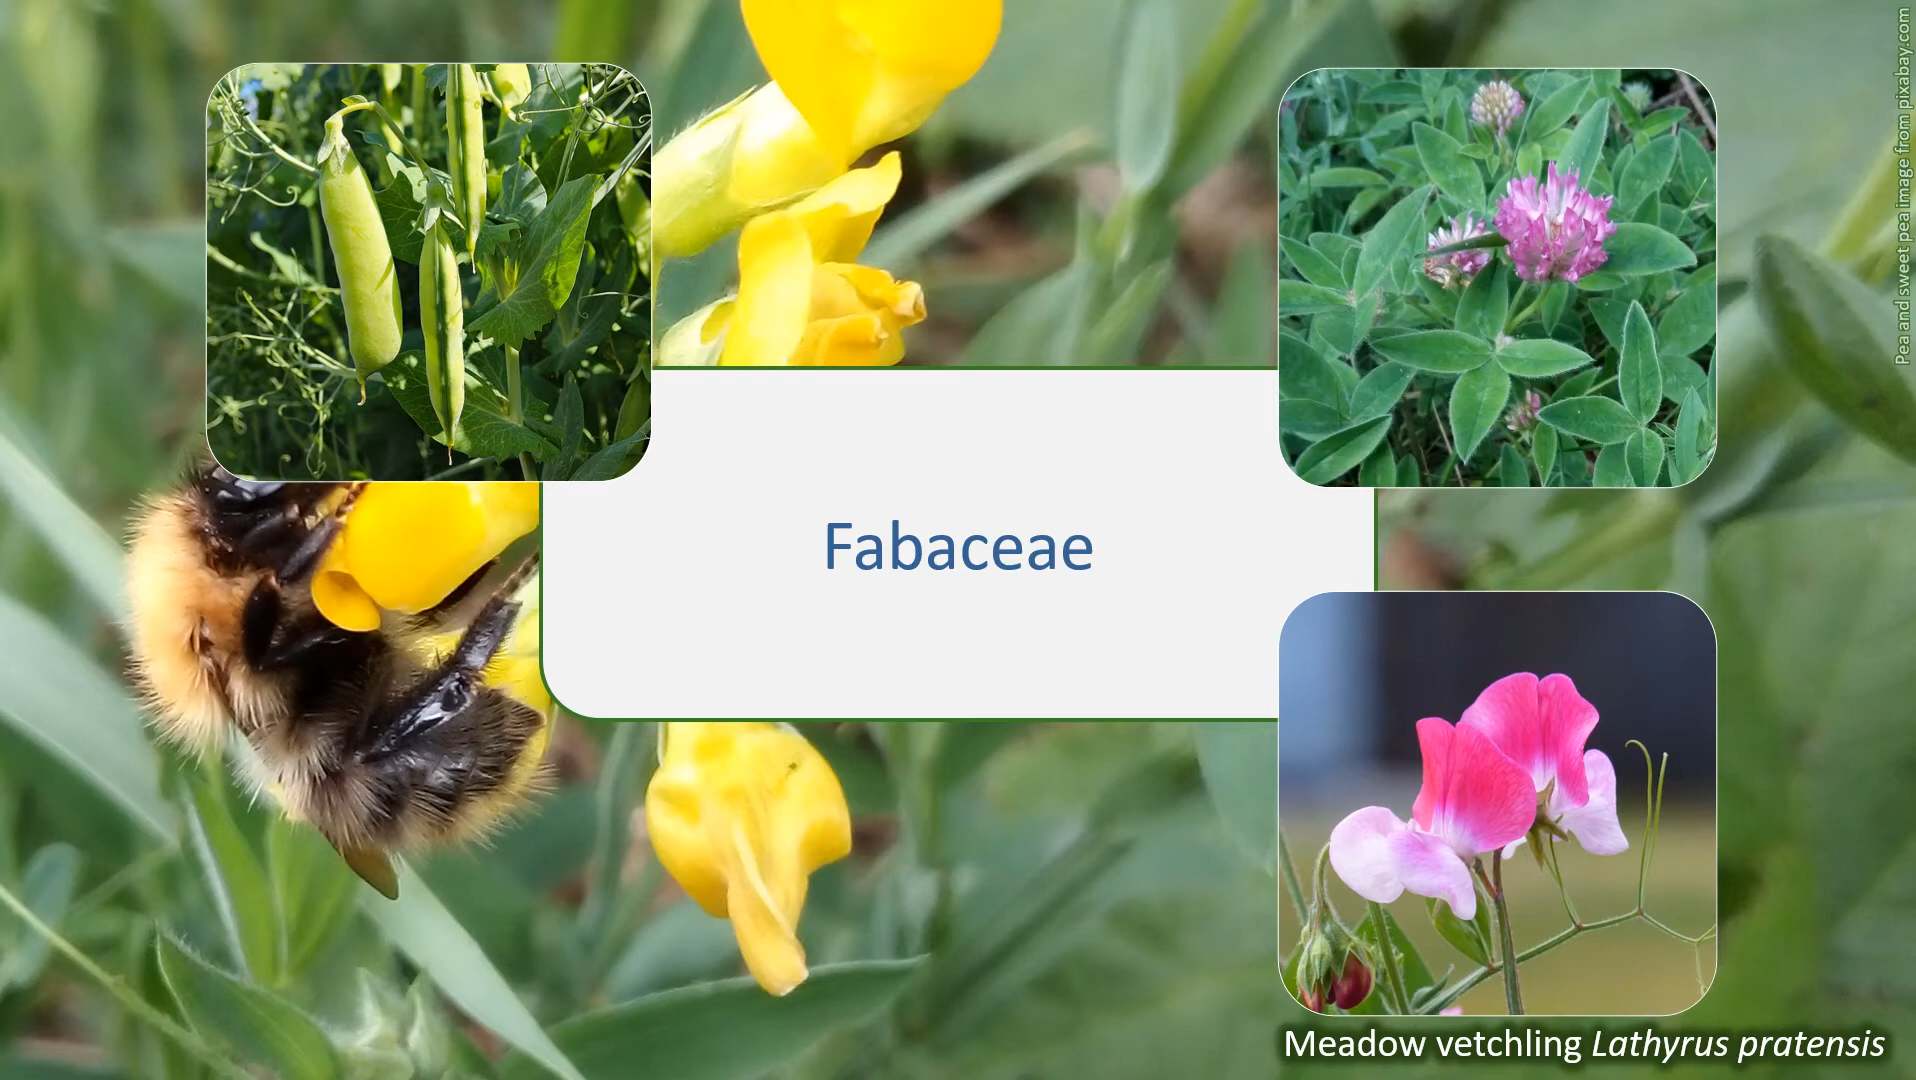 Pea and sweet pea image from pixabay.com
Fabaceae
Meadow vetchling Lathyrus pratensis